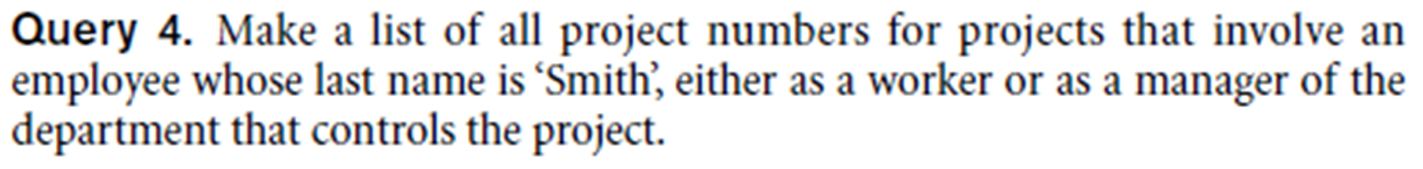 Query 4. Make a list of all project numbers for projects that involve an
employee whose last name is ‘Smith’, either as a worker or as a manager of the
department that controls the project.